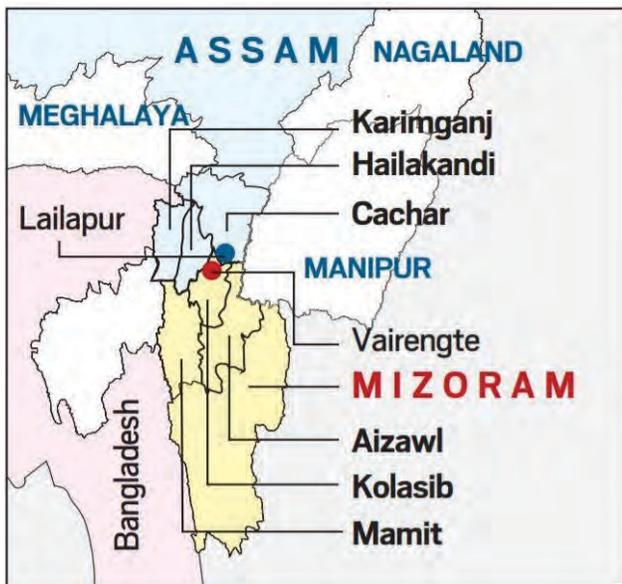 ASSAM
NAGALAND
MEGHALAYA
Karimganj
Hailakandi
Lailapur
Cachar
MANIPUR
Vairengte
MIZORAM
Bangladesh
Aizawl
Kolasib
Mamit